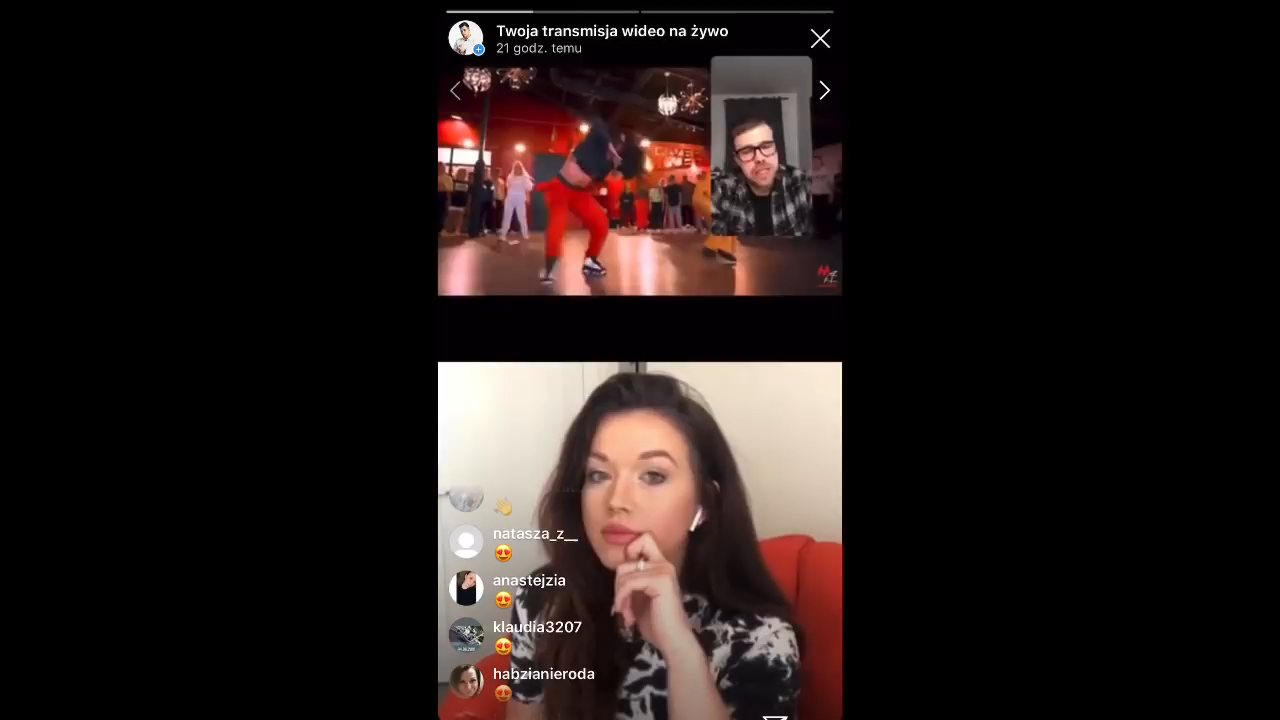 Twoja transmisja wideo na żywo
21 godz. temu
natasza_z__
anastejzia
klaudia3207
habzianieroda